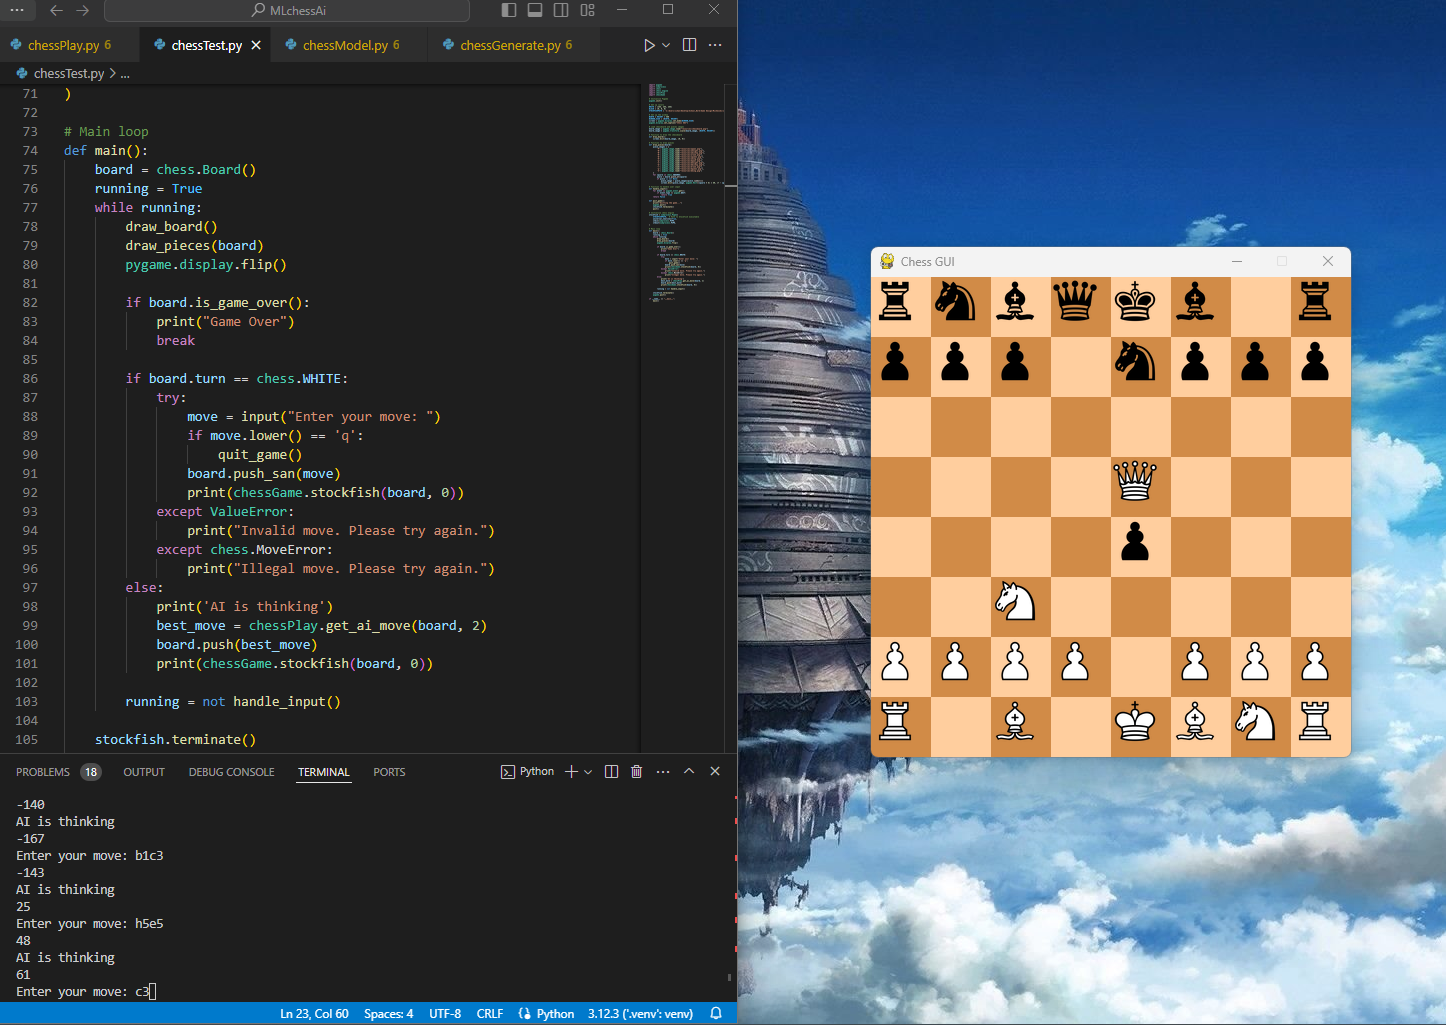 MLchessAi
chessPlay.py 6
chessTest.py
chessModel.py 6
chessGenerate.py 6
chessTest.py > ...
71 )
72
73 # Main loop
74 def main():
75 board = chess.Board()
76 running = True
77 while running:
78 draw_board()
79 draw_pieces(board)
80 pygame.display.flip()
81
82 if board.is_game_over():
83 print("Game Over")
84 break
85
86 if board.turn == chess.WHITE:
87 try:
88 move = input("Enter your move: ")
89 if move.lower() == 'q':
90 quit_game()
91 board.push_san(move)
92 print(chessGame.stockfish(board, 0))
93 except ValueError:
94 print("Invalid move. Please try again.")
95 except chess.MoveError:
96 print("Illegal move. Please try again.")
97 else:
98 print('AI is thinking')
99 best_move = chessPlay.get_ai_move(board, 2)
100 board.push(best_move)
101 print(chessGame.stockfish(board, 0))
102
103 running = not handle_input()
104
105 stockfish.terminate()
PROBLEMS 18 OUTPUT DEBUG CONSOLE TERMINAL PORTS Python
-140
AI is thinking
-167
Enter your move: b1c3
-143
AI is thinking
25
Enter your move: h5e5
48
AI is thinking
61
Enter your move: c3
Ln 23, Col 60 Spaces: 4 UTF-8 CRLF Python 3.12.3 ('.venv': venv)
Chess GUI